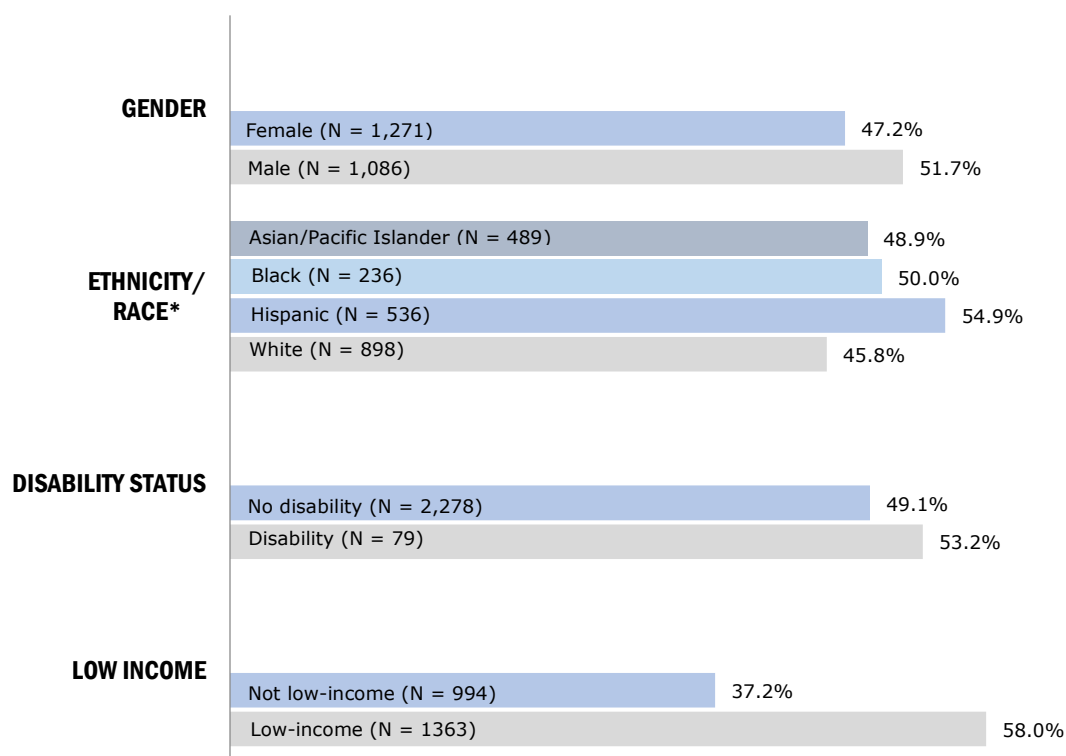 GENDER
Female (N = 1,271)
47.2%
Male (N = 1,086)
51.7%
ETHNICITY/
RACE*
Asian/Pacific Islander (N = 489)
48.9%
Black (N = 236)
50.0%
Hispanic (N = 536)
54.9%
White (N = 898)
45.8%
DISABILITY STATUS
No disability (N = 2,278)
49.1%
Disability (N = 79)
53.2%
LOW INCOME
Not low-income (N = 994)
37.2%
Low-income (N = 1363)
58.0%